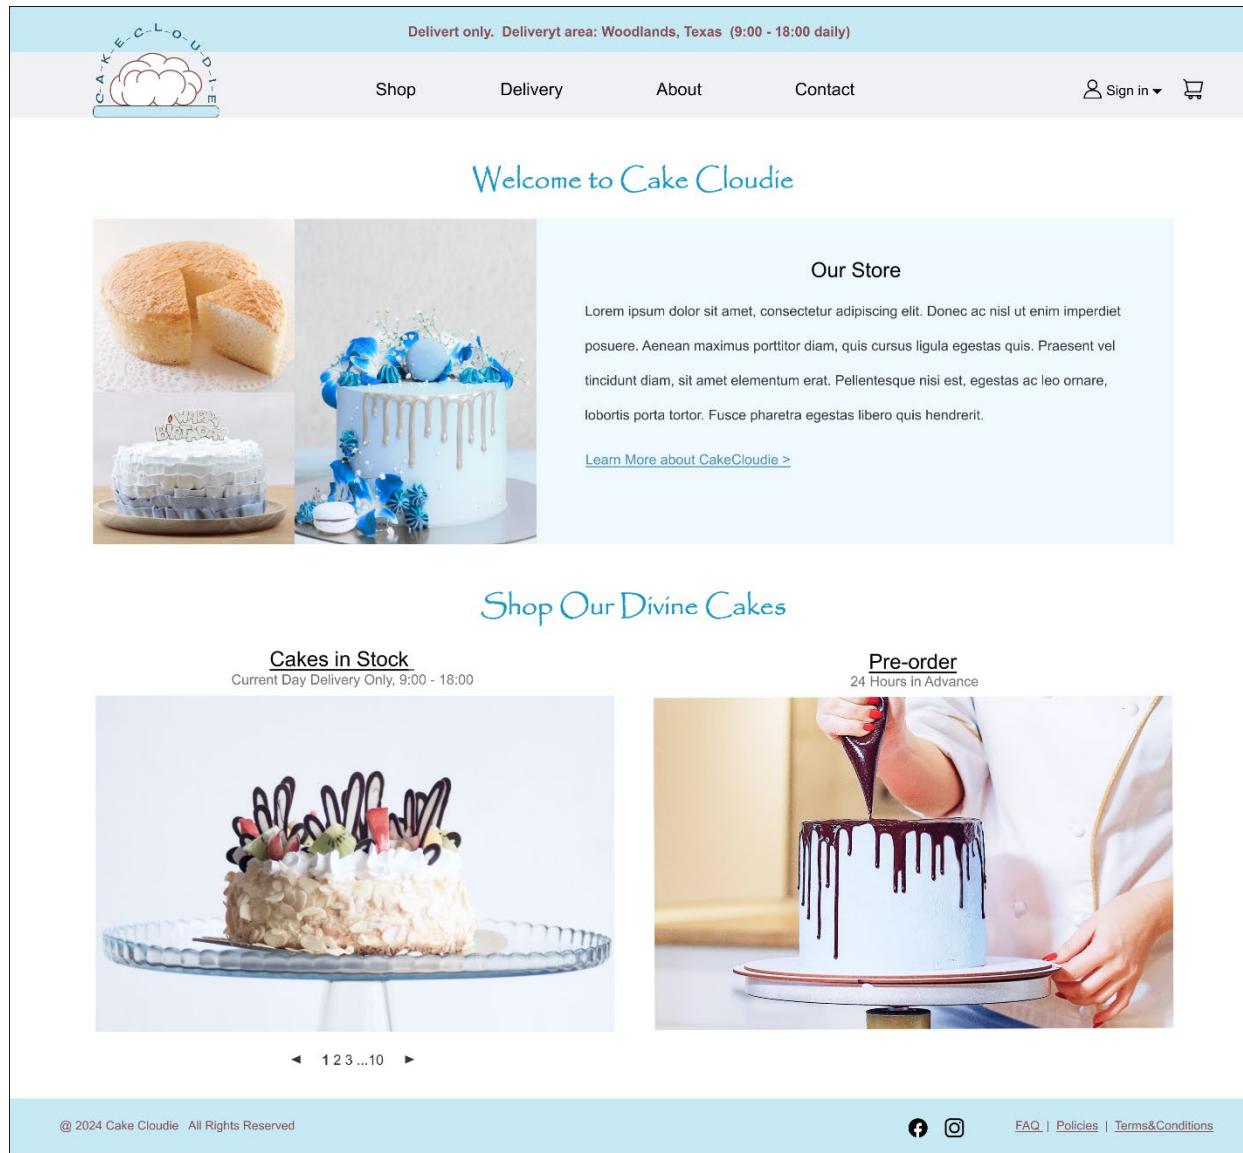 Delivert only.  Deliveryt area: Woodlands, Texas  (9:00 - 18:00 daily)
C-A-K-E-C-L-O-U-D-I-E
Shop
Delivery
About
Contact
Sign in
Welcome to Cake Cloudie
HAPPY
BIRTHDAY
Our Store
Lorem ipsum dolor sit amet, consectetur adipiscing elit. Donec ac nisl ut enim imperdiet
posuere. Aenean maximus porttitor diam, quis cursus ligula egestas quis. Praesent vel
tincidunt diam, sit amet elementum erat. Pellentesque nisi est, egestas ac leo ornare,
lobortis porta tortor. Fusce pharetra egestas libero quis hendrerit.
Learn More about CakeCloudie >
Shop Our Divine Cakes
Cakes in Stock
Current Day Delivery Only, 9:00 - 18:00
Pre-order
24 Hours in Advance
◄ 1 2 3 ...10 ►
@ 2024 Cake Cloudie   All Rights Reserved
FAQ | Policies | Terms&Conditions